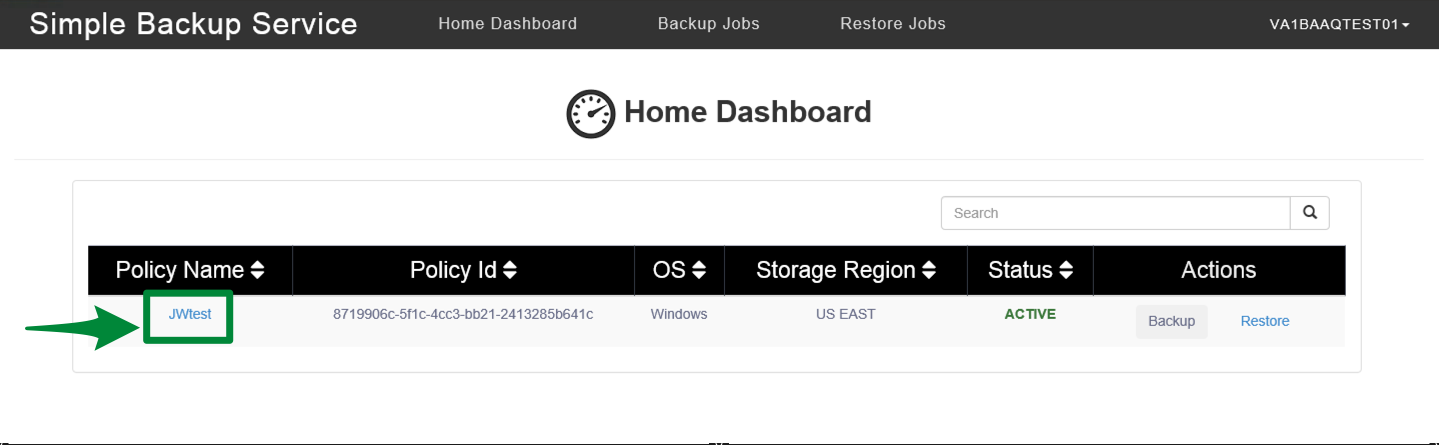 Simple Backup Service Home Dashboard Backup Jobs Restore Jobs VA1BAAQTEST01
Home Dashboard
Search
Policy Name Policy Id OS Storage Region Status Actions
JWtest 8719906c-5f1c-4cc3-bb21-2413285b641c Windows US EAST ACTIVE Backup Restore